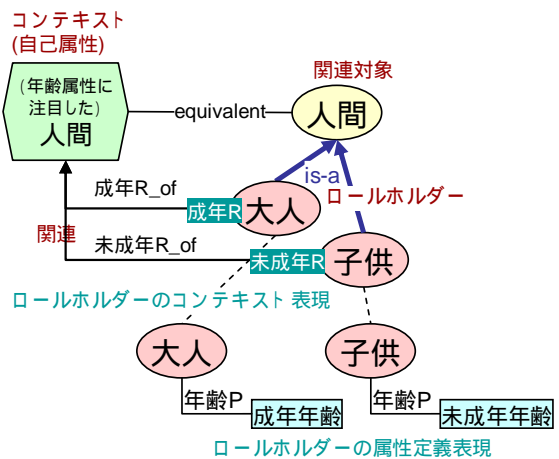 コンテキスト
(自己属性)
関連対象
(年齢属性に
注目した)
人間
equivalent
人間
is-a
ロールホルダー
成年R_of
成年R
大人
関連
未成年R_of
未成年R
子供
ロールホルダーのコンテキスト表現
大人
子供
年齢P
成年年齢
年齢P
未成年年齢
ロールホルダーの属性定義表現